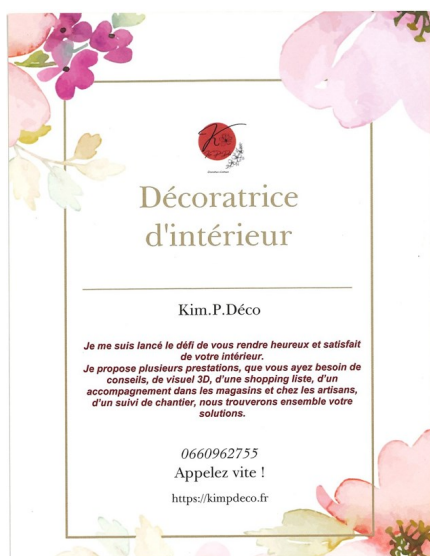 Décoratrice
d'intérieur
Kim.P.Déco
Je me suis lancé le défi de vous rendre heureux et satisfait
de votre intérieur.
Je propose plusieurs prestations, que vous ayez besoin de
conseils, de visuel 3D, d'une shopping liste, d'un
accompagnement dans les magasins et chez les artisans,
d'un suivi de chantier, nous trouverons ensemble votre
solutions.
0660962755
Appelez vite !
https://kimpdeco.fr